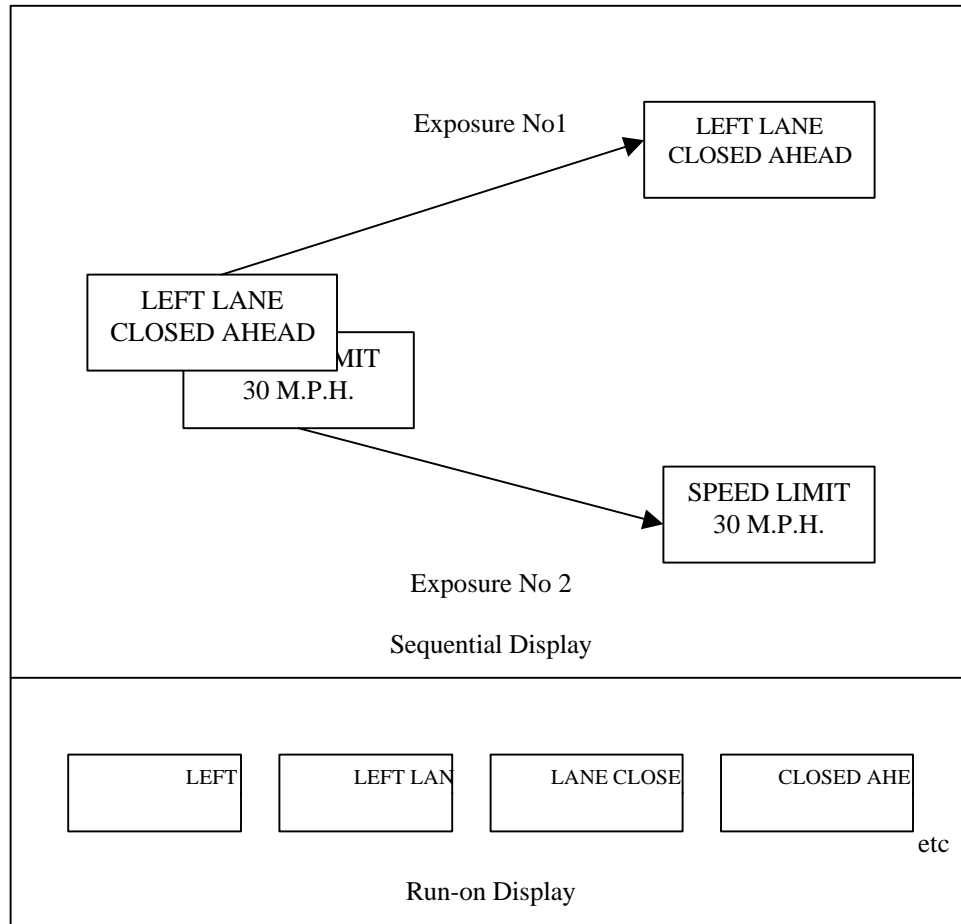 Exposure No1
LEFT LANE
CLOSED AHEAD
LEFT LANE
CLOSED AHEAD
MIT
30 M.P.H.
SPEED LIMIT
30 M.P.H.
Exposure No 2
Sequential Display
LEFT
LEFT LAN
LANE CLOSE
CLOSED AHE
etc
Run-on Display